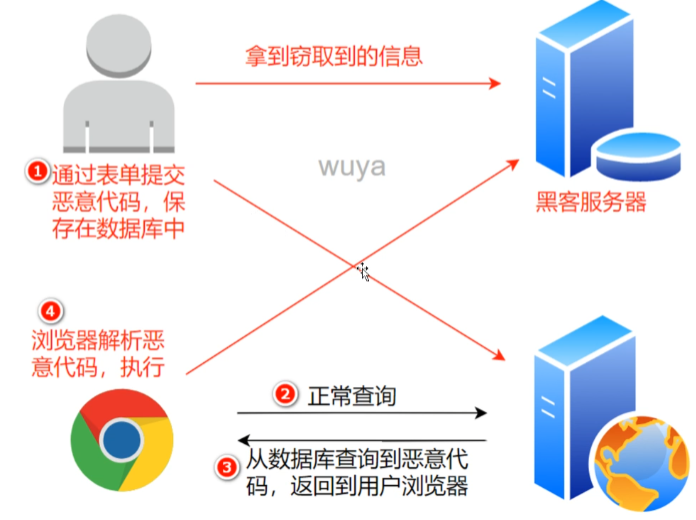 拿到窃取到的信息
wuya
黑客服务器
1 通过表单提交
恶意代码，保
存在数据库中
4
浏览器解析恶
意代码，执行
2 正常查询
3 从数据库查询到恶意代
码，返回到用户浏览器